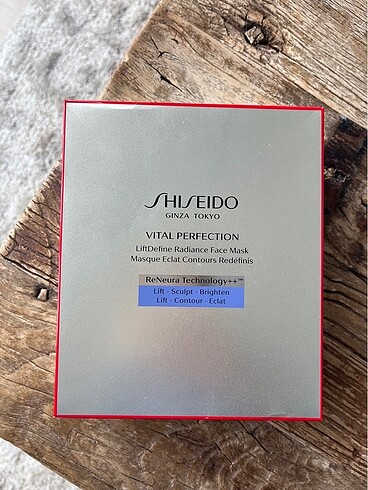 SHISEIDO
GINZA TOKYO
VITAL PERFECTION
LiftDefine Radiance Face Mask
Masque Eclat Contours Redéfinis
ReNeura Technology++™
Lift - Sculpt - Brighten
Lift - Contour - Eclat